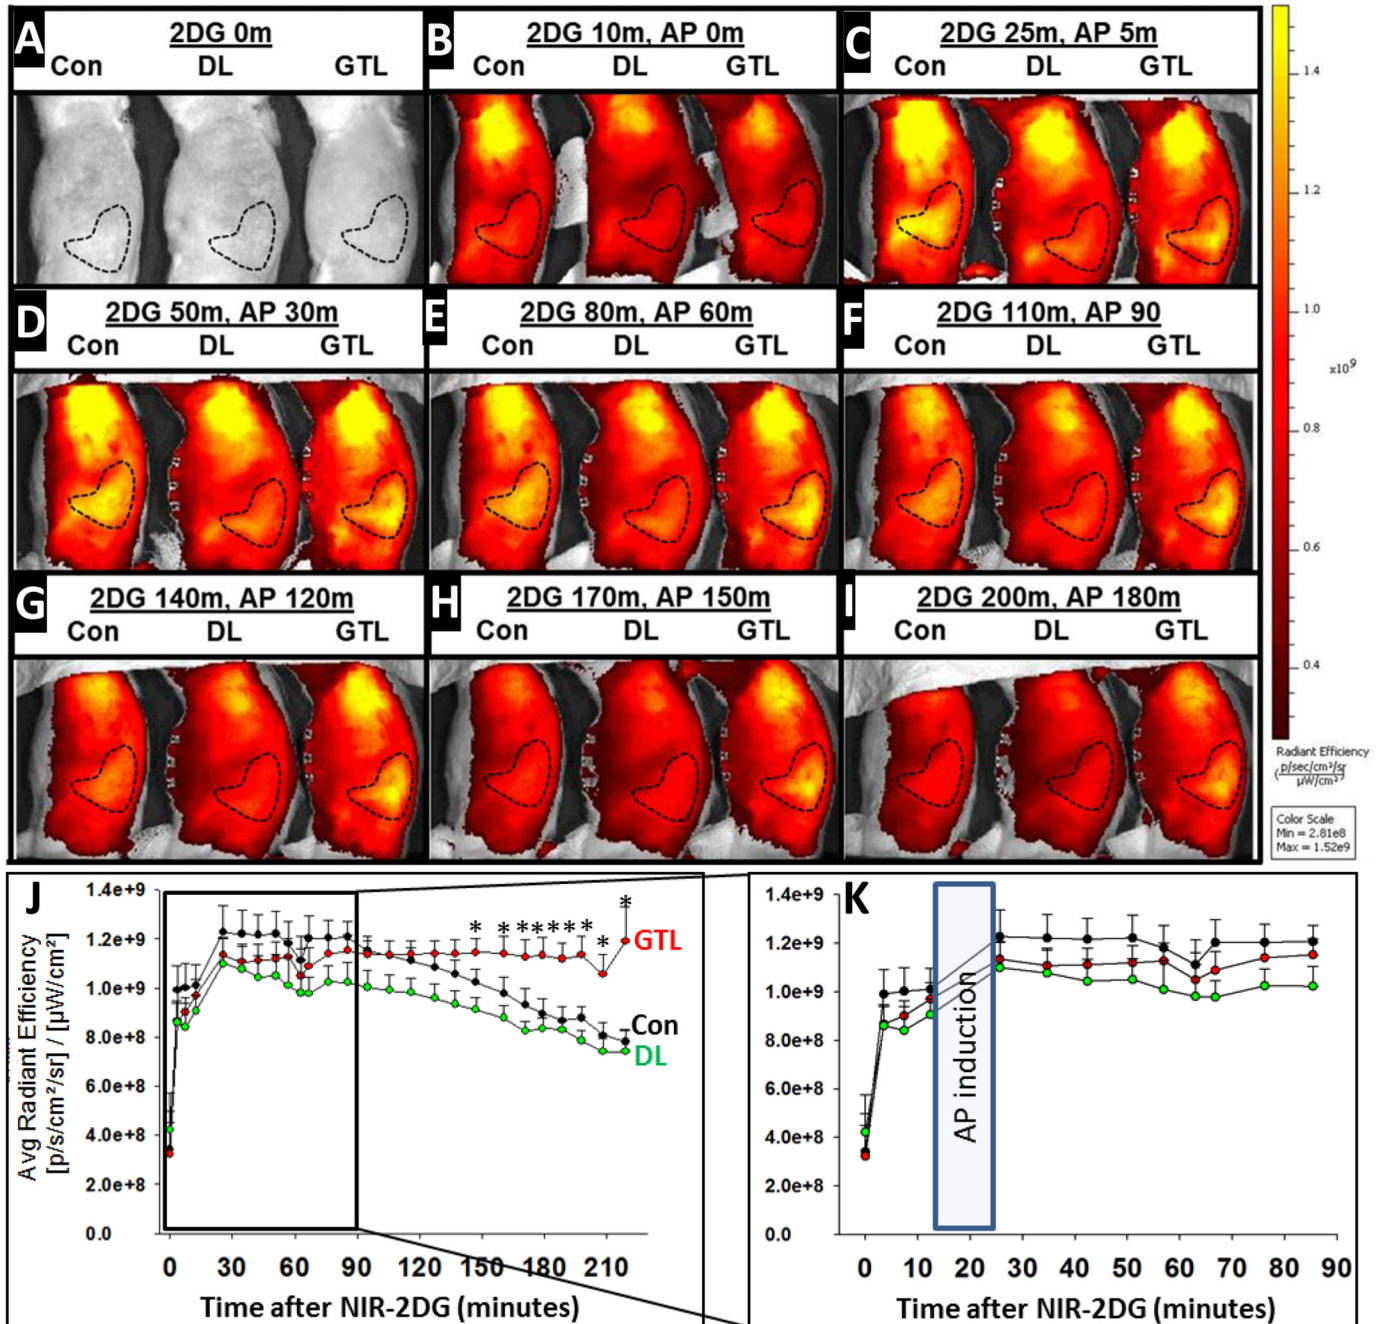 A
2DG 0m
Con DL GTL
B
2DG 10m, AP 0m
Con DL GTL
C
2DG 25m, AP 5m
Con DL GTL
D
2DG 50m, AP 30m
Con DL GTL
E
2DG 80m, AP 60m
Con DL GTL
F
2DG 110m, AP 90
Con DL GTL
G
2DG 140m, AP 120m
Con DL GTL
H
2DG 170m, AP 150m
Con DL GTL
I
2DG 200m, AP 180m
Con DL GTL
1.4
1.2
1.0
x10⁹
0.8
0.6
0.4
Radiant Efficiency
(p/sec/cm²/sr
µW/cm²)
Color Scale
Min = 2.81e8
Max = 1.52e9
J
Avg Radiant Efficiency
[p/s/cm²/sr] / [µW/cm²]
1.4e+9
1.2e+9
1.0e+9
8.0e+8
6.0e+8
4.0e+8
2.0e+8
0.0
* * * * * * * * *
GTL
Con
DL
0 30 60 90 120 150 180 210
Time after NIR-2DG (minutes)
K
1.4e+9
1.2e+9
1.0e+9
8.0e+8
6.0e+8
4.0e+8
2.0e+8
0.0
AP induction
0 10 20 30 40 50 60 70 80 90
Time after NIR-2DG (minutes)